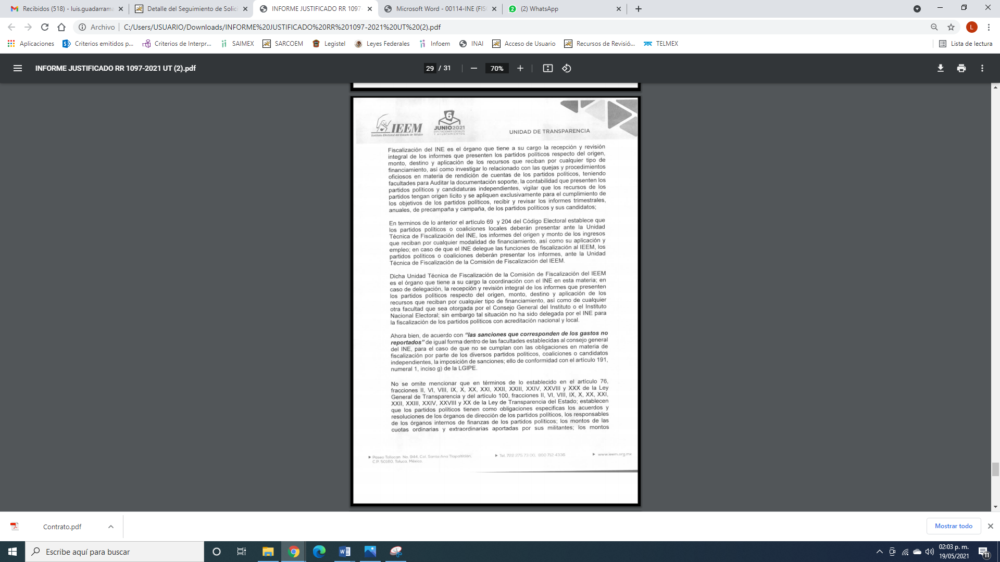 Recibidos (518) - luis.guadarrama
Detalle del Seguimiento de Solici
INFORME JUSTIFICADO RR 1097-
Microsoft Word - 00114-INE (FIS
(2) WhatsApp
Archivo
C:/Users/USUARIO/Downloads/INFORME%20JUSTIFICADO%20RR%201097-2021%20UT%20(2).pdf
L
Aplicaciones
Criterios emitidos p...
Criterios de Interpr...
SAIMEX
SARCOEM
Legistel
Leyes Federales
Infoem
INAI
Acceso de Usuario
Recursos de Revisió...
TELMEX
Lista de lectura
INFORME JUSTIFICADO RR 1097-2021 UT (2).pdf
29 / 31
70%
IEEM
Instituto Electoral del Estado de México
6
JUNIO2021
DIPUTACIONES LOCALES
Y AYUNTAMIENTOS
UNIDAD DE TRANSPARENCIA
Fiscalización del INE es el órgano que tiene a su cargo la recepción y revisión
integral de los informes que presenten los partidos políticos respecto del origen,
monto, destino y aplicación de los recursos que reciban por cualquier tipo de
financiamiento, así como investigar lo relacionado con las quejas y procedimientos
oficiosos en materia de rendición de cuentas de los partidos políticos, teniendo
facultades para Auditar la documentación soporte, la contabilidad que presenten los
partidos políticos y candidaturas independientes, vigilar que los recursos de los
partidos tengan origen lícito y se apliquen exclusivamente para el cumplimiento de
los objetivos de los partidos políticos, recibir y revisar los informes trimestrales,
anuales, de precampaña y campaña, de los partidos políticos y sus candidatos;
En terminos de lo anterior el artículo 69 y 204 del Código Electoral establece que
los partidos políticos o coaliciones locales deberán presentar ante la Unidad
Técnica de Fiscalización del INE, los informes del origen y monto de los ingresos
que reciban por cualquier modalidad de financiamiento, así como su aplicación y
empleo; en caso de que el INE delegue las funciones de fiscalización al IEEM, los
partidos políticos o coaliciones deberán presentar los informes, ante la Unidad
Técnica de Fiscalización de la Comisión de Fiscalización del IEEM.
Dicha Unidad Técnica de Fiscalización de la Comisión de Fiscalización del IEEM
es el órgano que tiene a su cargo la coordinación con el INE en esta materia; en
caso de delegación, la recepción y revisión integral de los informes que presenten
los partidos políticos respecto del origen, monto, destino y aplicación de los
recursos que reciban por cualquier tipo de financiamiento, así como de cualquier
otra facultad que sea otorgada por el Consejo General del Instituto o el Instituto
Nacional Electoral; sin embargo tal situación no ha sido delegada por el INE para
la fiscalización de los partidos políticos con acreditación nacional y local.
Ahora bien, de acuerdo con "las sanciones que corresponden de los gastos no
reportados" de igual forma dentro de las facultades establecidas al consejo general
del INE, para el caso de que no se cumplan con las obligaciones en materia de
fiscalización por parte de los diversos partidos políticos, coaliciones o candidatos
independientes, la imposición de sanciones; ello de conformidad con el artículo 191,
numeral 1, inciso g) de la LGIPE.
No se omite mencionar que en términos de lo establecido en el artículo 76,
fracciones II, VI, VIII, IX, X, XX, XXI, XXII, XXIII, XXIV, XXVIII y XXX de la Ley
General de Transparencia y del artículo 100, fracciones II, VI, VIII, IX, X, XX, XXI,
XXII, XXIII, XXIV, XXVIII y XX de la Ley de Transparencia del Estado; establecen
que los partidos políticos tienen como obligaciones especificas los acuerdos y
resoluciones de los órganos de dirección de los partidos políticos, los responsables
de los órganos internos de finanzas de los partidos políticos; los montos de las
cuotas ordinarias y extraordinarias aportadas por sus militantes; los montos
Paseo Tollocan No. 944, Col. Santa Ana Tlapaltitlán,
C.P. 50160, Toluca, México.
Tel. 722 275 73 00, 800 712 4336
www.ieem.org.mx
Contrato.pdf
Mostrar todo
Escribe aquí para buscar
02:03 p. m.
19/05/2021
11